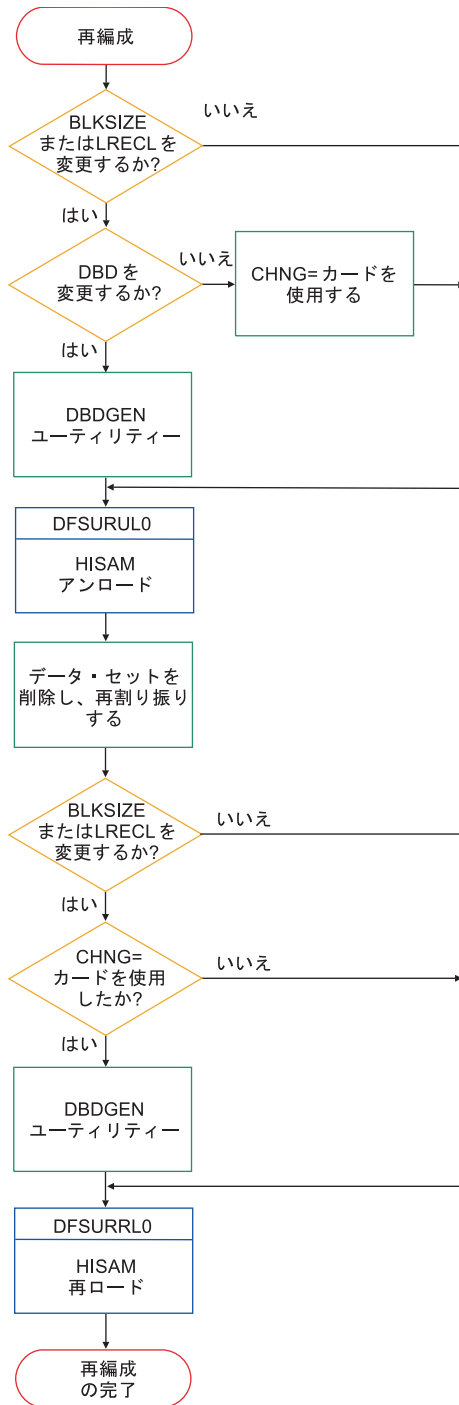 再編成
BLKSIZE
またはLRECLを
変更するか?
いいえ
はい
DBDを
変更するか?
いいえ
CHNG=カードを
使用する
はい
DBDGEN
ユーティリティー
DFSURUL0
HISAM
アンロード
データ・セットを
削除し、再割り振り
する
BLKSIZE
またはLRECLを
変更するか?
いいえ
はい
CHNG=
カードを使用
したか?
いいえ
はい
DBDGEN
ユーティリティー
DFSURRL0
HISAM
再ロード
再編成
の完了